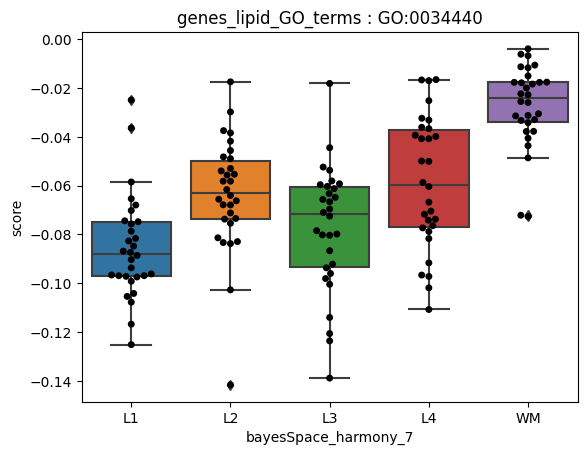 genes_lipid_GO_terms : GO:0034440
0.00
−0.02
−0.04
−0.06
−0.08
−0.10
−0.12
−0.14
score
L1 L2 L3 L4 WM
bayesSpace_harmony_7